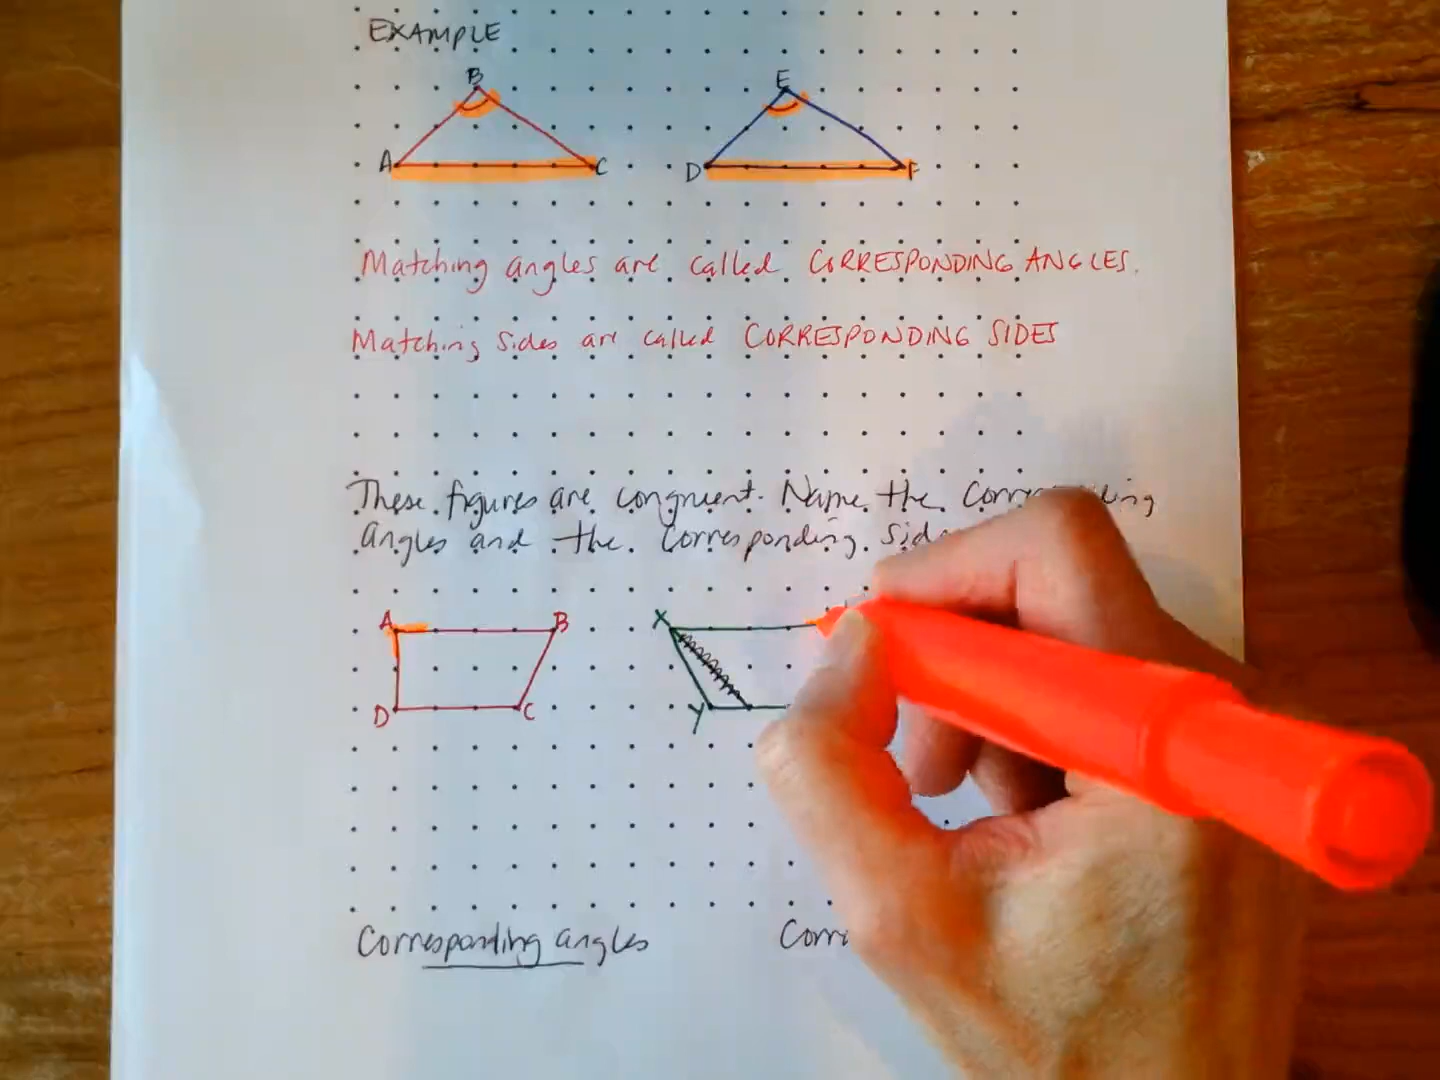 EXAMPLE
B E
A C D F
Matching angles are called CORRESPONDING ANGLES.
Matching Sides are called CORRESPONDING SIDES
These figures are congruent. Name the
angles and the corresponding
A B X
D C Y
Corresponding angles